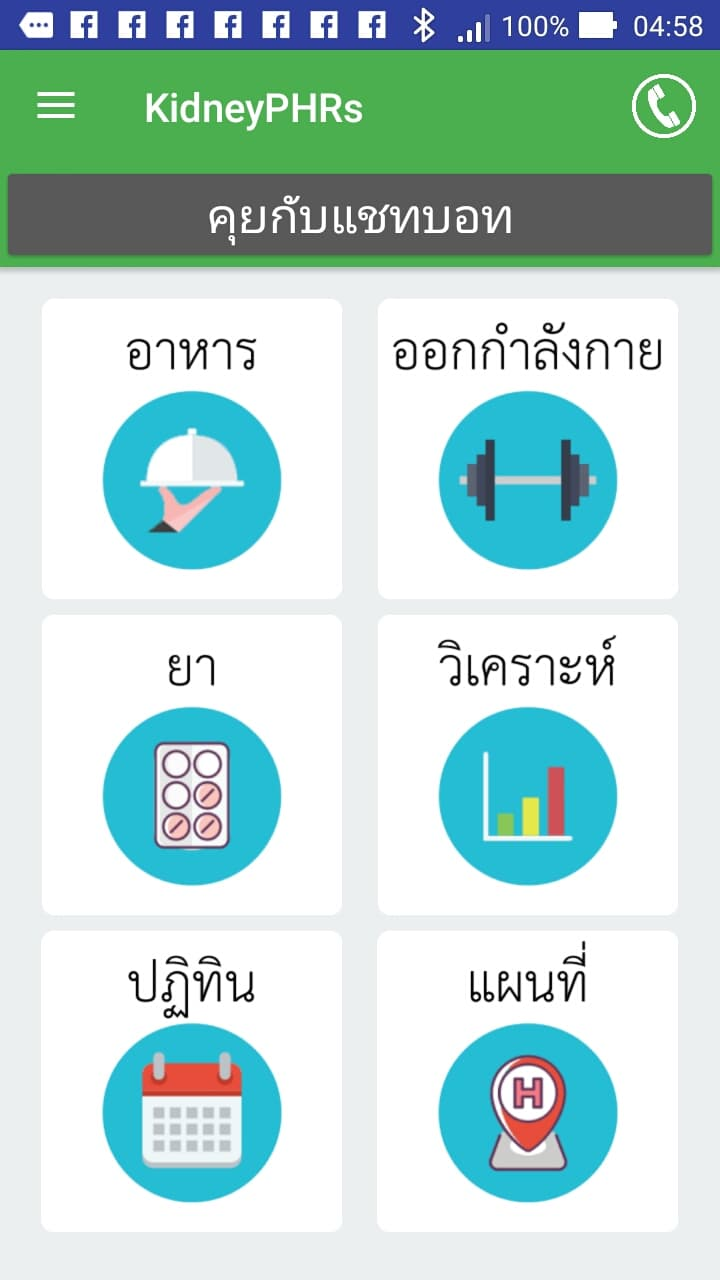 100% 04:58
KidneyPHRs
คุยกับแชทบอท
อาหาร
ออกกำลังกาย
ยา
วิเคราะห์
ปฏิทิน
แผนที่
H